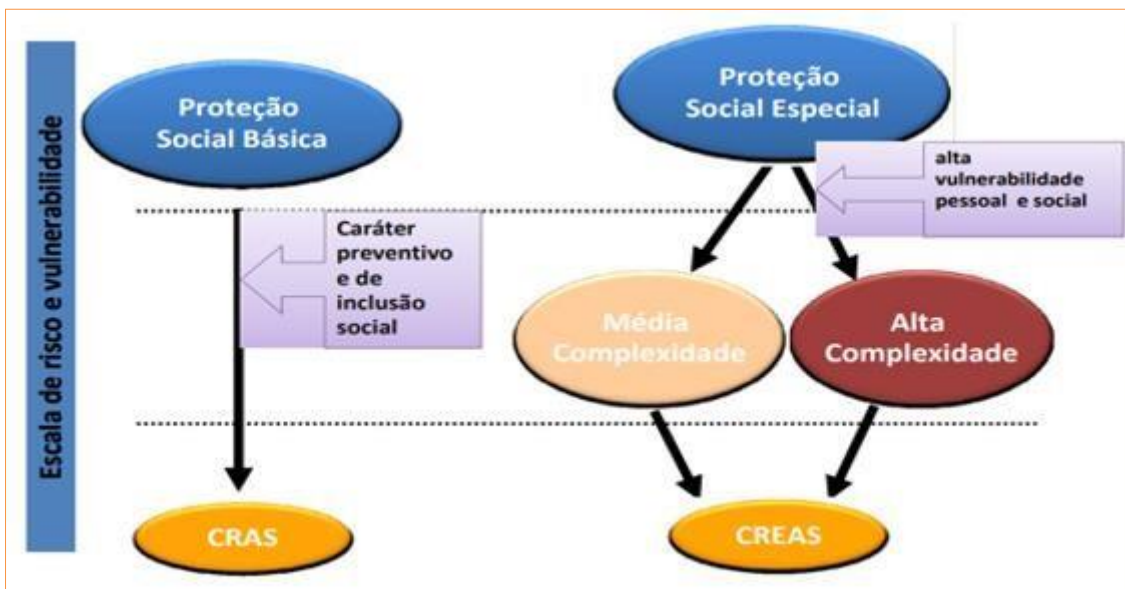 Escala de risco e vulnerabilidade
Proteção
Social Básica
Proteção
Social Especial
alta
vulnerabilidade
pessoal e social
Caráter
preventivo
e de
inclusão
social
Média
Complexidade
Alta
Complexidade
CRAS
CREAS